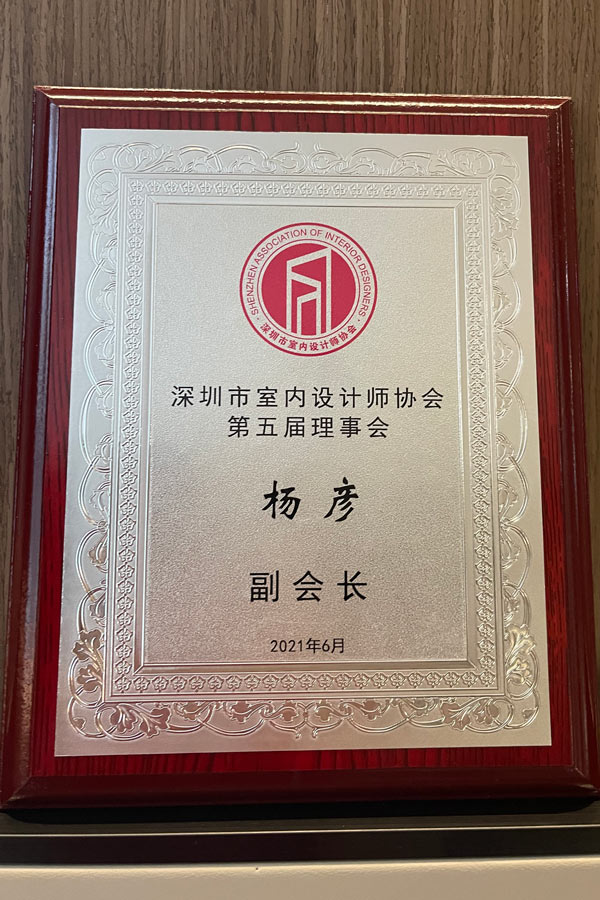 SHENZHEN ASSOCIATION OF INTERIOR DESIGNERS
深圳市室内设计师协会
深圳市室内设计师协会
第五届理事会
杨彦
副会长
2021年6月